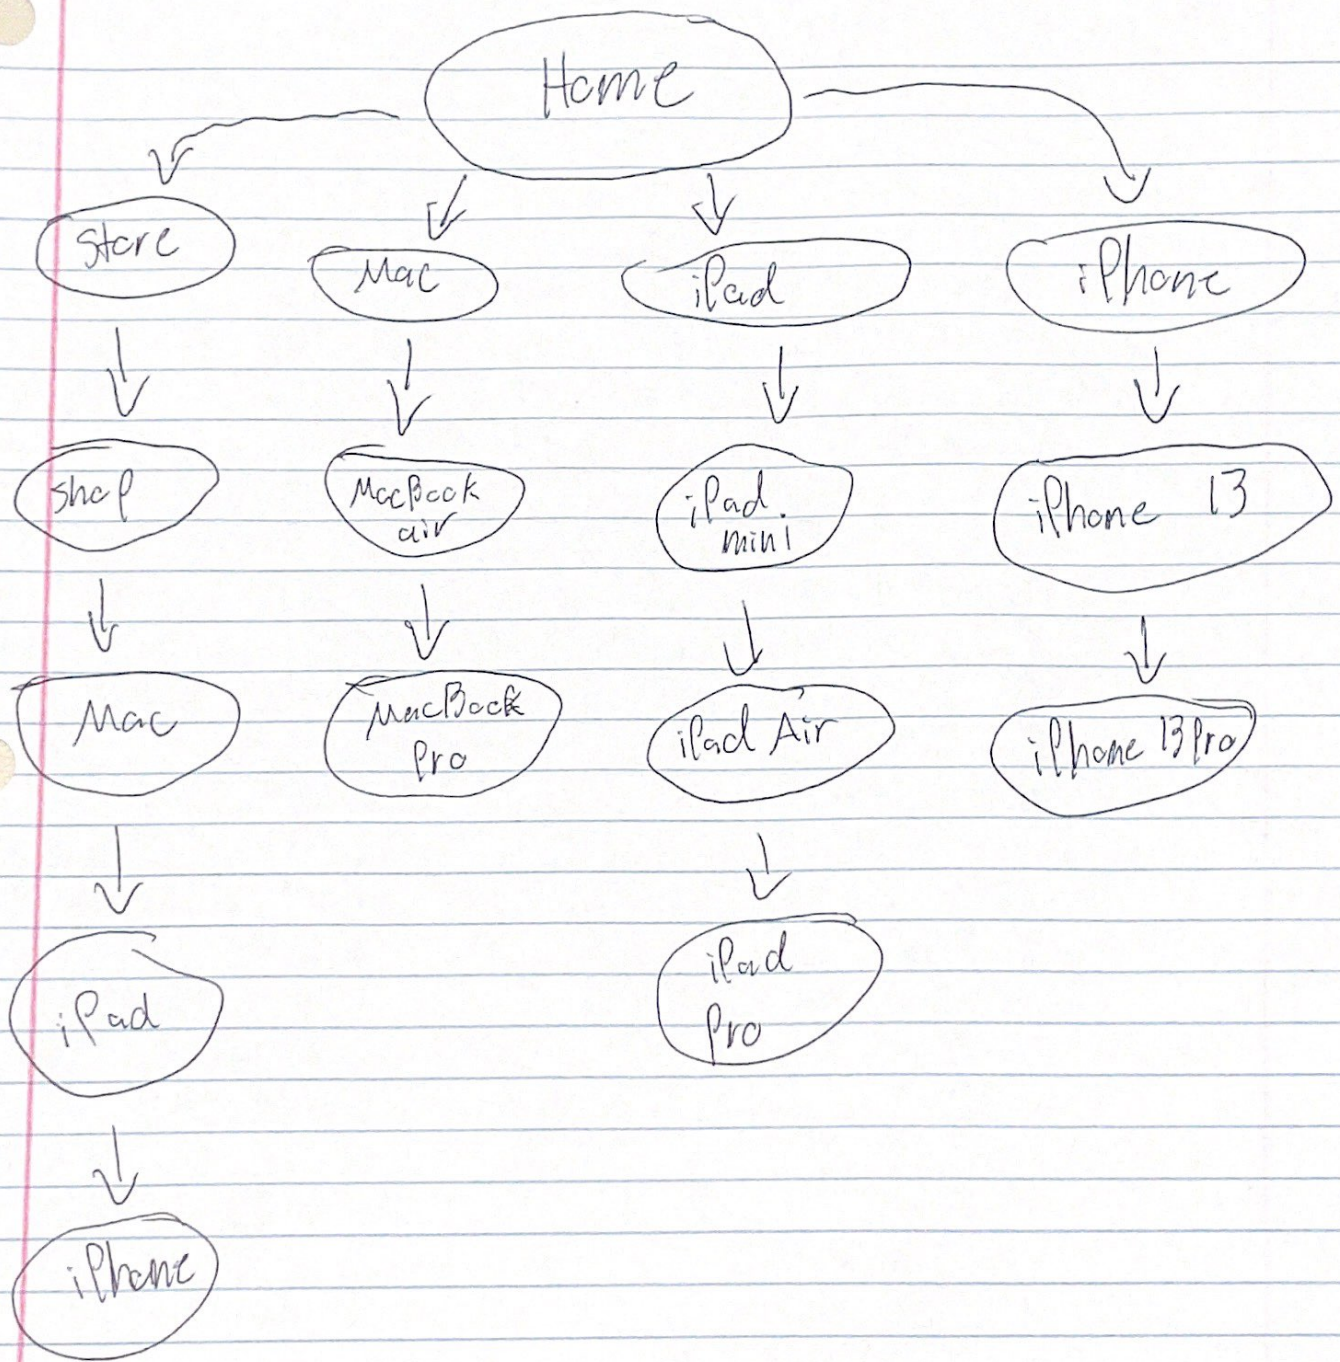 Home
Store
Mac
iPad
iPhone
Shop
MacBook
air
iPad
mini
iPhone 13
Mac
MacBook
Pro
iPad Air
iPhone 13 Pro
iPad
iPad
Pro
iPhone